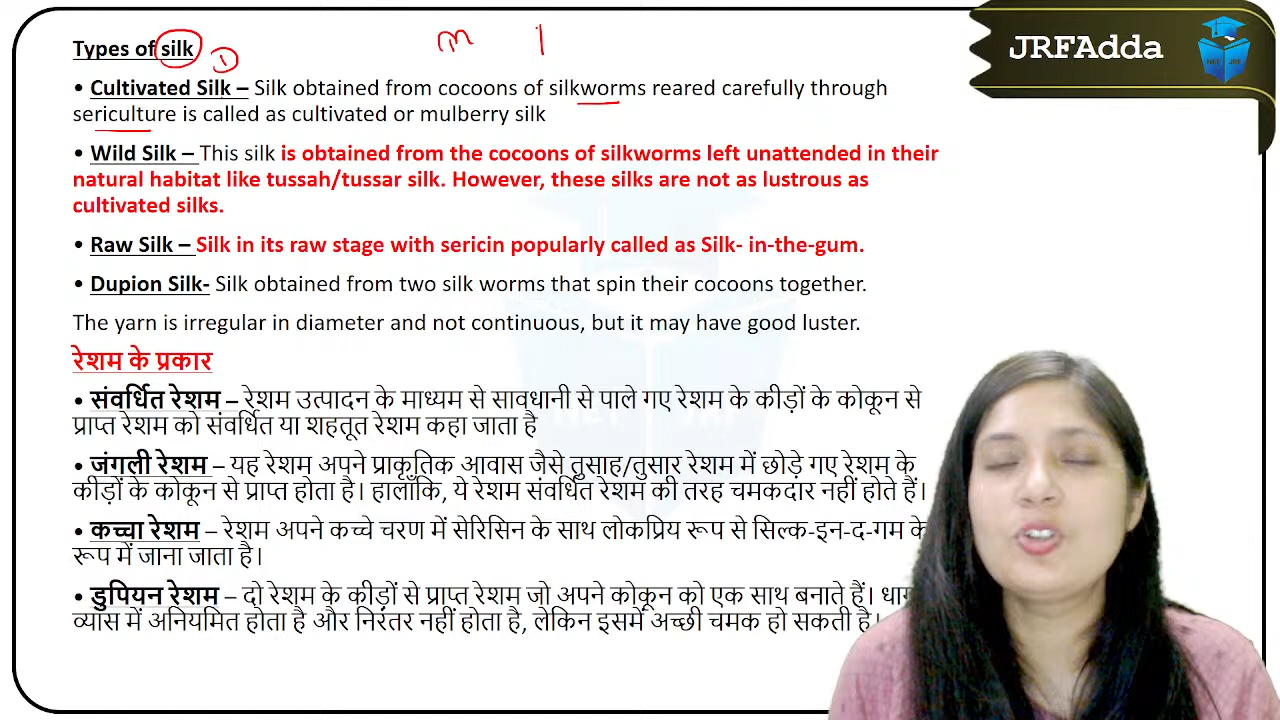 Types of silk
① 
m
JRFAdda
NET JRF
• Cultivated Silk – Silk obtained from cocoons of silkworms reared carefully through
sericulture is called as cultivated or mulberry silk
• Wild Silk – This silk is obtained from the cocoons of silkworms left unattended in their
natural habitat like tussah/tussar silk. However, these silks are not as lustrous as
cultivated silks.
• Raw Silk – Silk in its raw stage with sericin popularly called as Silk- in-the-gum.
• Dupion Silk- Silk obtained from two silk worms that spin their cocoons together.
The yarn is irregular in diameter and not continuous, but it may have good luster.
रेशम के प्रकार
• संवर्धित रेशम – रेशम उत्पादन के माध्यम से सावधानी से पाले गए रेशम के कीड़ों के कोकून से
प्राप्त रेशम को संवर्धित या शहतूत रेशम कहा जाता है
• जंगली रेशम – यह रेशम अपने प्राकृतिक आवास जैसे तुसाह/तुसार रेशम में छोड़े गए रेशम के
कीड़ों के कोकून से प्राप्त होता है। हालाँकि, ये रेशम संवर्धित रेशम की तरह चमकदार नहीं होते हैं।
• कच्चा रेशम – रेशम अपने कच्चे चरण में सेरिसिन के साथ लोकप्रिय रूप से सिल्क-इन-द-गम के
रूप में जाना जाता है।
• डुपियन रेशम – दो रेशम के कीड़ों से प्राप्त रेशम जो अपने कोकून को एक साथ बनाते हैं।
व्यास में अनियमित होता है और निरंतर नहीं होता है, लेकिन इसमें अच्छी चमक हो सकती है।